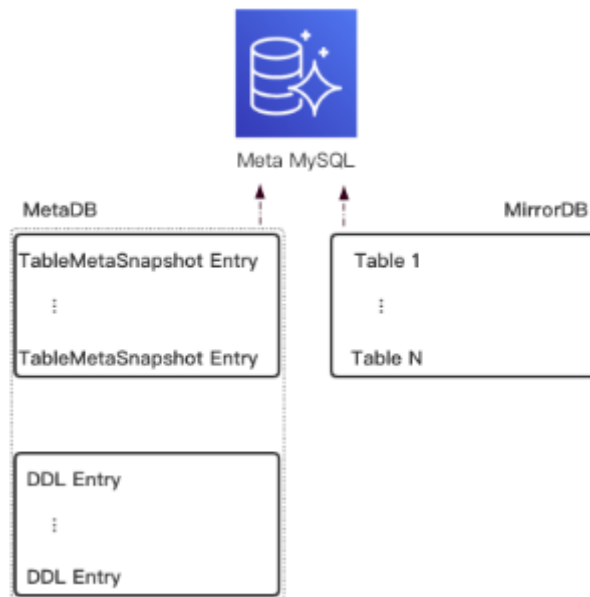 Meta MySQL
MetaDB
MirrorDB
TableMetaSnapshot Entry
⋮
TableMetaSnapshot Entry
Table 1
⋮
Table N
DDL Entry
⋮
DDL Entry